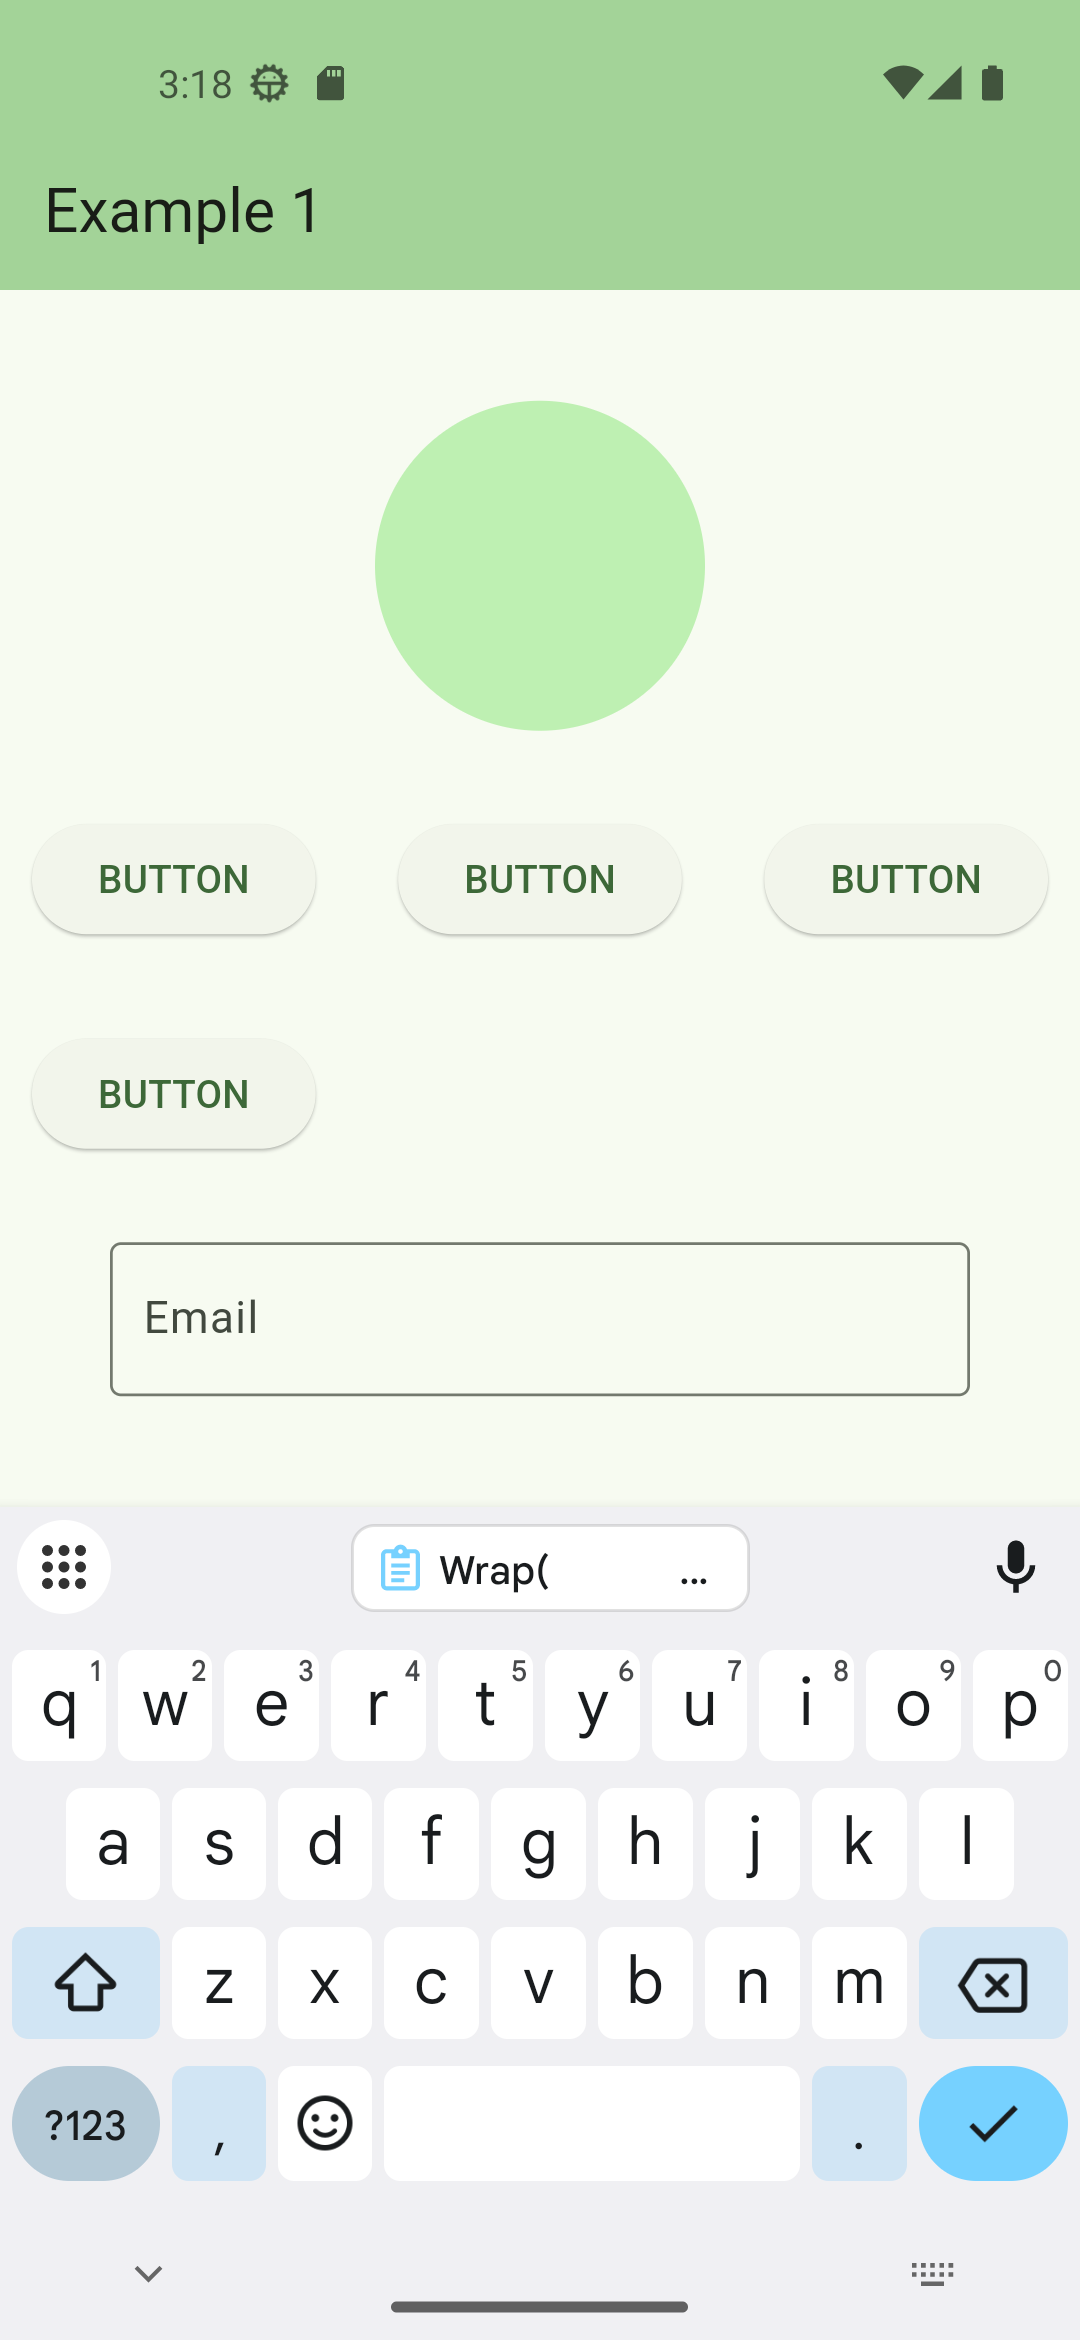 3:18
Example 1
BUTTON BUTTON BUTTON
BUTTON
Email
Wrap( ...
q 1 w 2 e 3 r 4 t 5 y 6 u 7 i 8 o 9 p 0
a s d f g h j k l
z x c v b n m
?123 , .